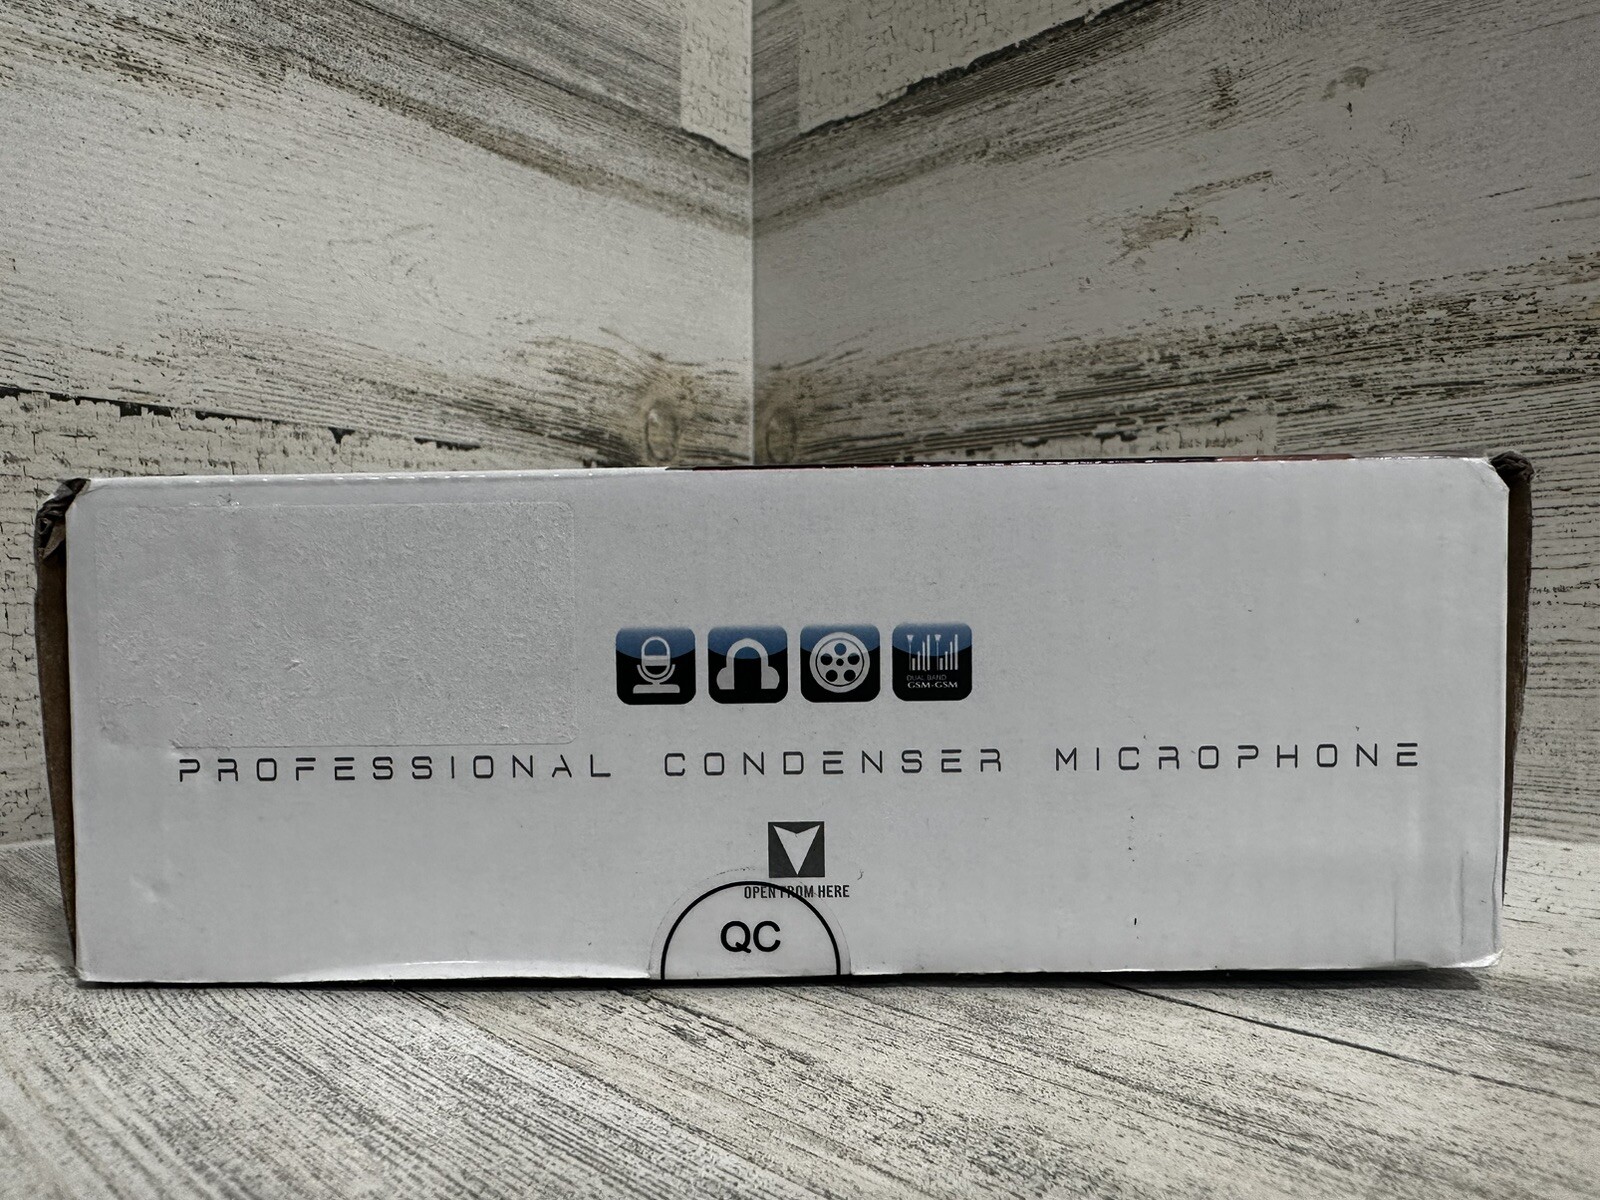 DUAL BAND
GSM-GSM
PROFESSIONAL CONDENSER MICROPHONE
OPEN FROM HERE
QC